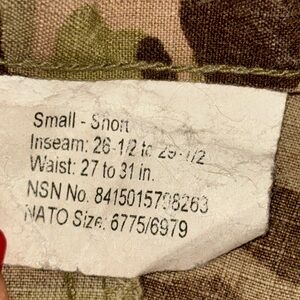 Small - Short
Inseam: 26-1/2 to 29-1/2
Waist: 27 to 31 in.
NSN No. 8415015798263
NATO Size: 6775/6979